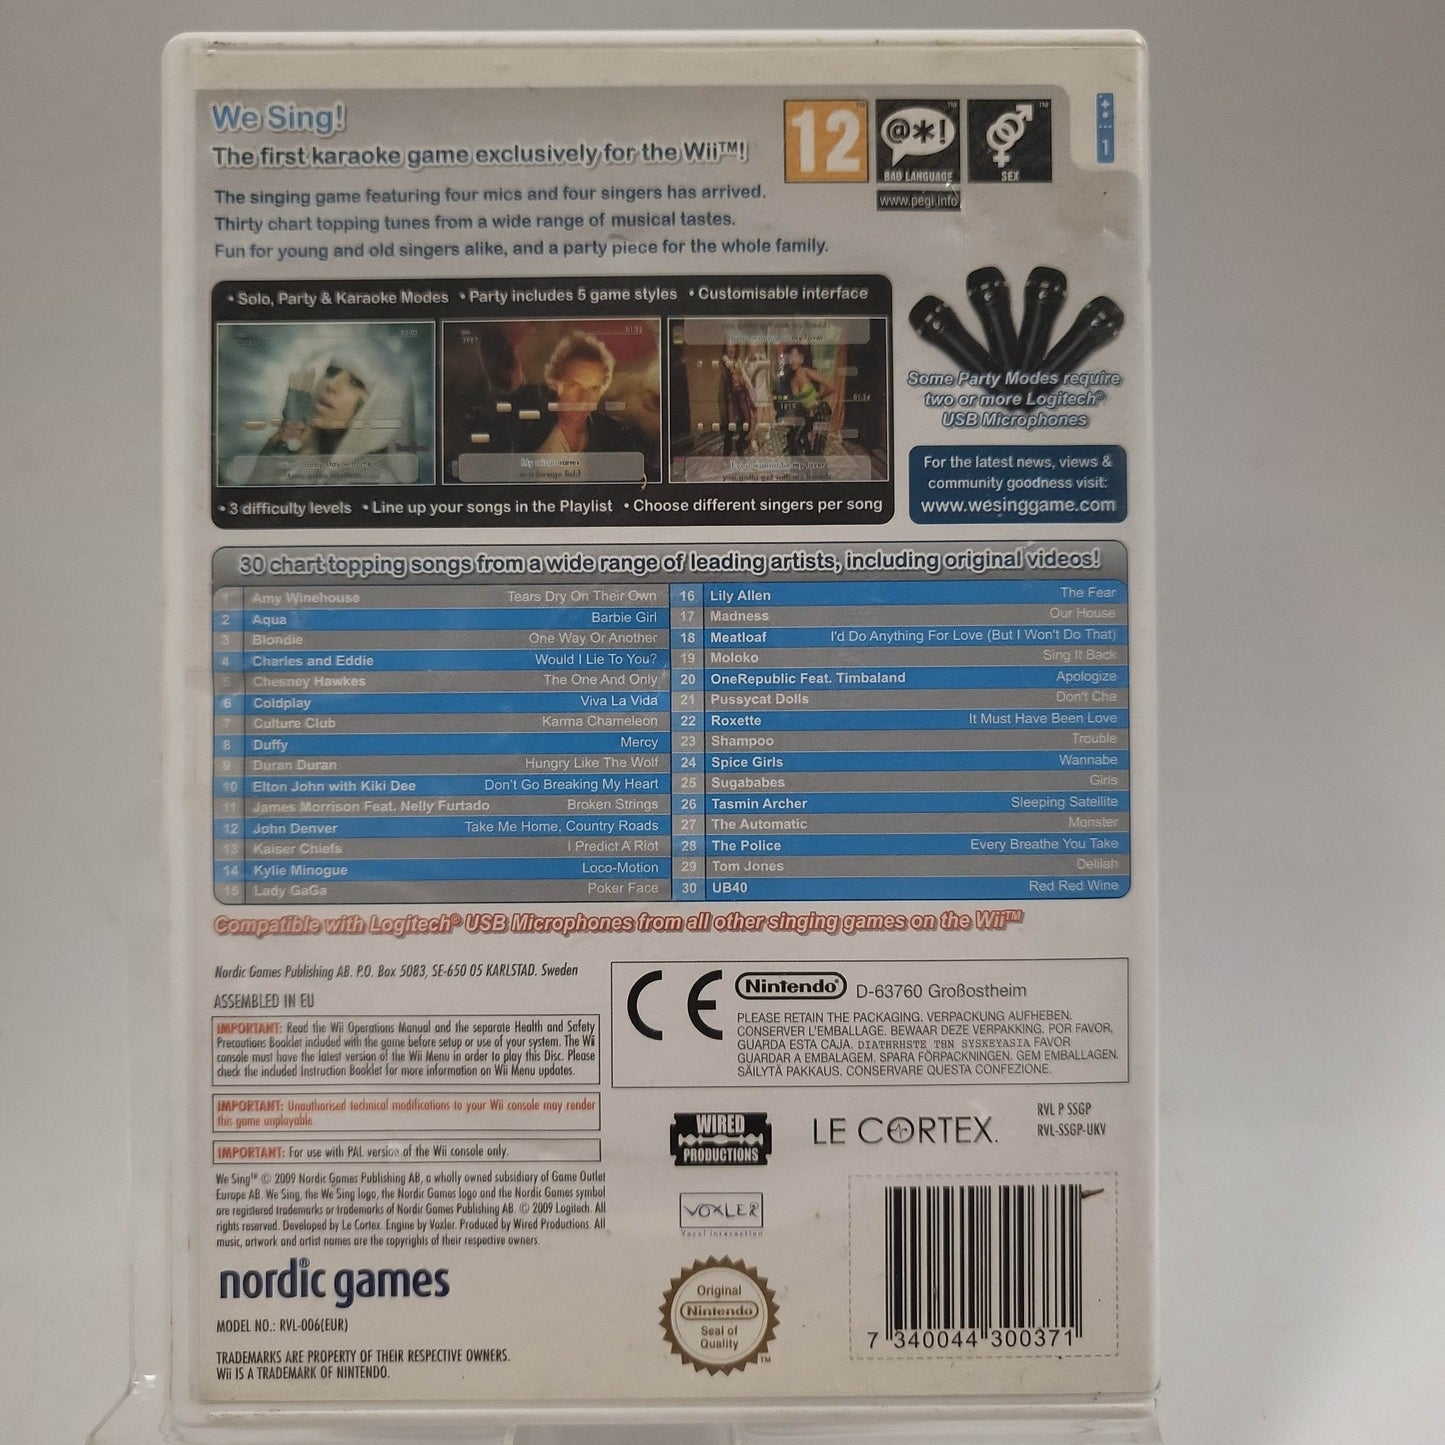 We Sing!
The first karaoke game exclusively for the Wii™!
The singing game featuring four mics and four singers has arrived.
Thirty chart topping tunes from a wide range of musical tastes.
Fun for young and old singers alike, and a party piece for the whole family.
12
@*!
BAD LANGUAGE
SEX
www.pegi.info
1
• Solo, Party & Karaoke Modes • Party includes 5 game styles • Customisable interface
01:32
3987
My
in a foreign field
If you wannabe my lover
01:24
• 3 difficulty levels • Line up your songs in the Playlist • Choose different singers per song
Some Party Modes require
two or more Logitech®
USB Microphones
For the latest news, views &
community goodness visit:
www.wesinggame.com
30 chart topping songs from a wide range of leading artists, including original videos!
1 Amy Winehouse Tears Dry On Their Own
2 Aqua Barbie Girl
3 Blondie One Way Or Another
4 Charles and Eddie Would I Lie To You?
5 Chesney Hawkes The One And Only
6 Coldplay Viva La Vida
7 Culture Club Karma Chameleon
8 Duffy Mercy
9 Duran Duran Hungry Like The Wolf
10 Elton John with Kiki Dee Don't Go Breaking My Heart
11 James Morrison Feat. Nelly Furtado Broken Strings
12 John Denver Take Me Home, Country Roads
13 Kaiser Chiefs I Predict A Riot
14 Kylie Minogue Loco-Motion
15 Lady GaGa Poker Face
16 Lily Allen The Fear
17 Madness Our House
18 Meatloaf I'd Do Anything For Love (But I Won't Do That)
19 Moloko Sing It Back
20 OneRepublic Feat. Timbaland Apologize
21 Pussycat Dolls Don't Cha
22 Roxette It Must Have Been Love
23 Shampoo Trouble
24 Spice Girls Wannabe
25 Sugababes Girls
26 Tasmin Archer Sleeping Satellite
27 The Automatic Monster
28 The Police Every Breathe You Take
29 Tom Jones Delilah
30 UB40 Red Red Wine
Compatible with Logitech® USB Microphones from all other singing games on the Wii™
Nordic Games Publishing AB. P.O. Box 5083, SE-650 05 KARLSTAD. Sweden
ASSEMBLED IN EU
IMPORTANT: Read the Wii Operations Manual and the separate Health and Safety
Precautions Booklet included with the game before setup or use of your system. The Wii
console must have the latest version of the Wii Menu in order to play this Disc. Please
check the included Instruction Booklet for more information on Wii Menu updates.
IMPORTANT: Unauthorised technical modifications to your Wii console may render
this game unplayable.
IMPORTANT: For use with PAL version of the Wii console only.
We Sing™ © 2009 Nordic Games Publishing AB, a wholly owned subsidiary of Game Outlet
Europe AB. We Sing, the We Sing logo, the Nordic Games logo and the Nordic Games symbol
are registered trademarks or trademarks of Nordic Games Publishing AB. © 2009 Logitech. All
rights reserved. Developed by Le Cortex. Engine by Voxler. Produced by Wired Productions. All
music, artwork and artist names are the copyrights of their respective owners.
nordic games®
MODEL NO.: RVL-006(EUR)
TRADEMARKS ARE PROPERTY OF THEIR RESPECTIVE OWNERS.
Wii IS A TRADEMARK OF NINTENDO.
CE
Nintendo® D-63760 Großostheim
PLEASE RETAIN THE PACKAGING. VERPACKUNG AUFHEBEN.
CONSERVER L'EMBALLAGE. BEWAAR DEZE VERPAKKING. POR FAVOR,
GUARDA ESTA CAJA. DIATHRHSTE THN SYSKEYASIA FAVOR
GUARDAR A EMBALAGEM. SPARA FÖRPACKNINGEN. GEM EMBALLAGEN.
SÄILYTÄ PAKKAUS. CONSERVARE QUESTA CONFEZIONE.
WIRED
PRODUCTIONS
LE CORTEX.
RVL P SSGP
RVL-SSGP-UKV
VOXLER
Vocal Interaction
Original
Nintendo
Seal of
Quality
TM
7 340044 300371